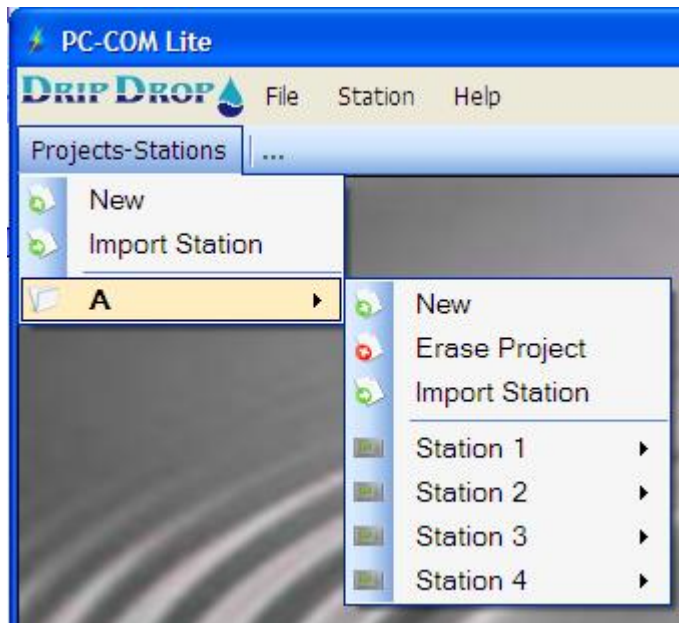 PC-COM Lite
DRIP DROP File Station Help
Projects-Stations ...
New
Import Station
A
New
Erase Project
Import Station
Station 1
Station 2
Station 3
Station 4